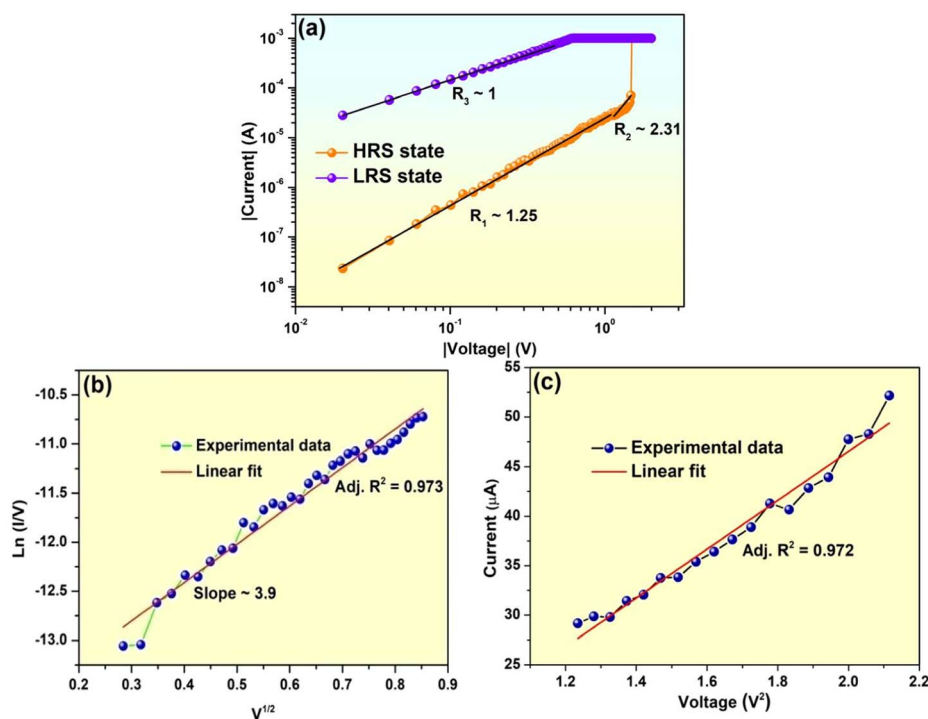 (a)
10⁻³
10⁻⁴
10⁻⁵
10⁻⁶
10⁻⁷
10⁻⁸
|Current| (A)
R₃ ~ 1
R₂ ~ 2.31
HRS state
LRS state
R₁ ~ 1.25
10⁻² 10⁻¹ 10⁰
|Voltage| (V)
(b)
-10.5
-11.0
-11.5
-12.0
-12.5
-13.0
Ln (I/V)
Experimental data
Linear fit
Adj. R² = 0.973
Slope ~ 3.9
0.2 0.3 0.4 0.5 0.6 0.7 0.8 0.9
V¹/²
(c)
55
50
45
40
35
30
25
Current (μA)
Experimental data
Linear fit
Adj. R² = 0.972
1.2 1.4 1.6 1.8 2.0 2.2
Voltage (V²)